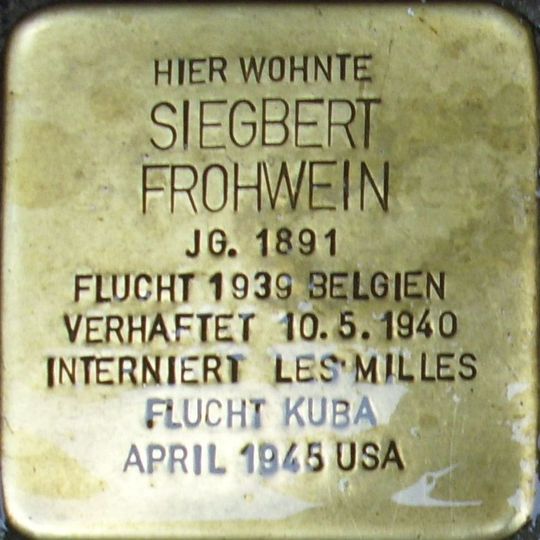 HIER WOHNTE
SIEGBERT
FROHWEIN
JG. 1891
FLUCHT 1939 BELGIEN
VERHAFTET 10.5.1940
INTERNIERT LES MILLES
FLUCHT KUBA
APRIL 1945 USA